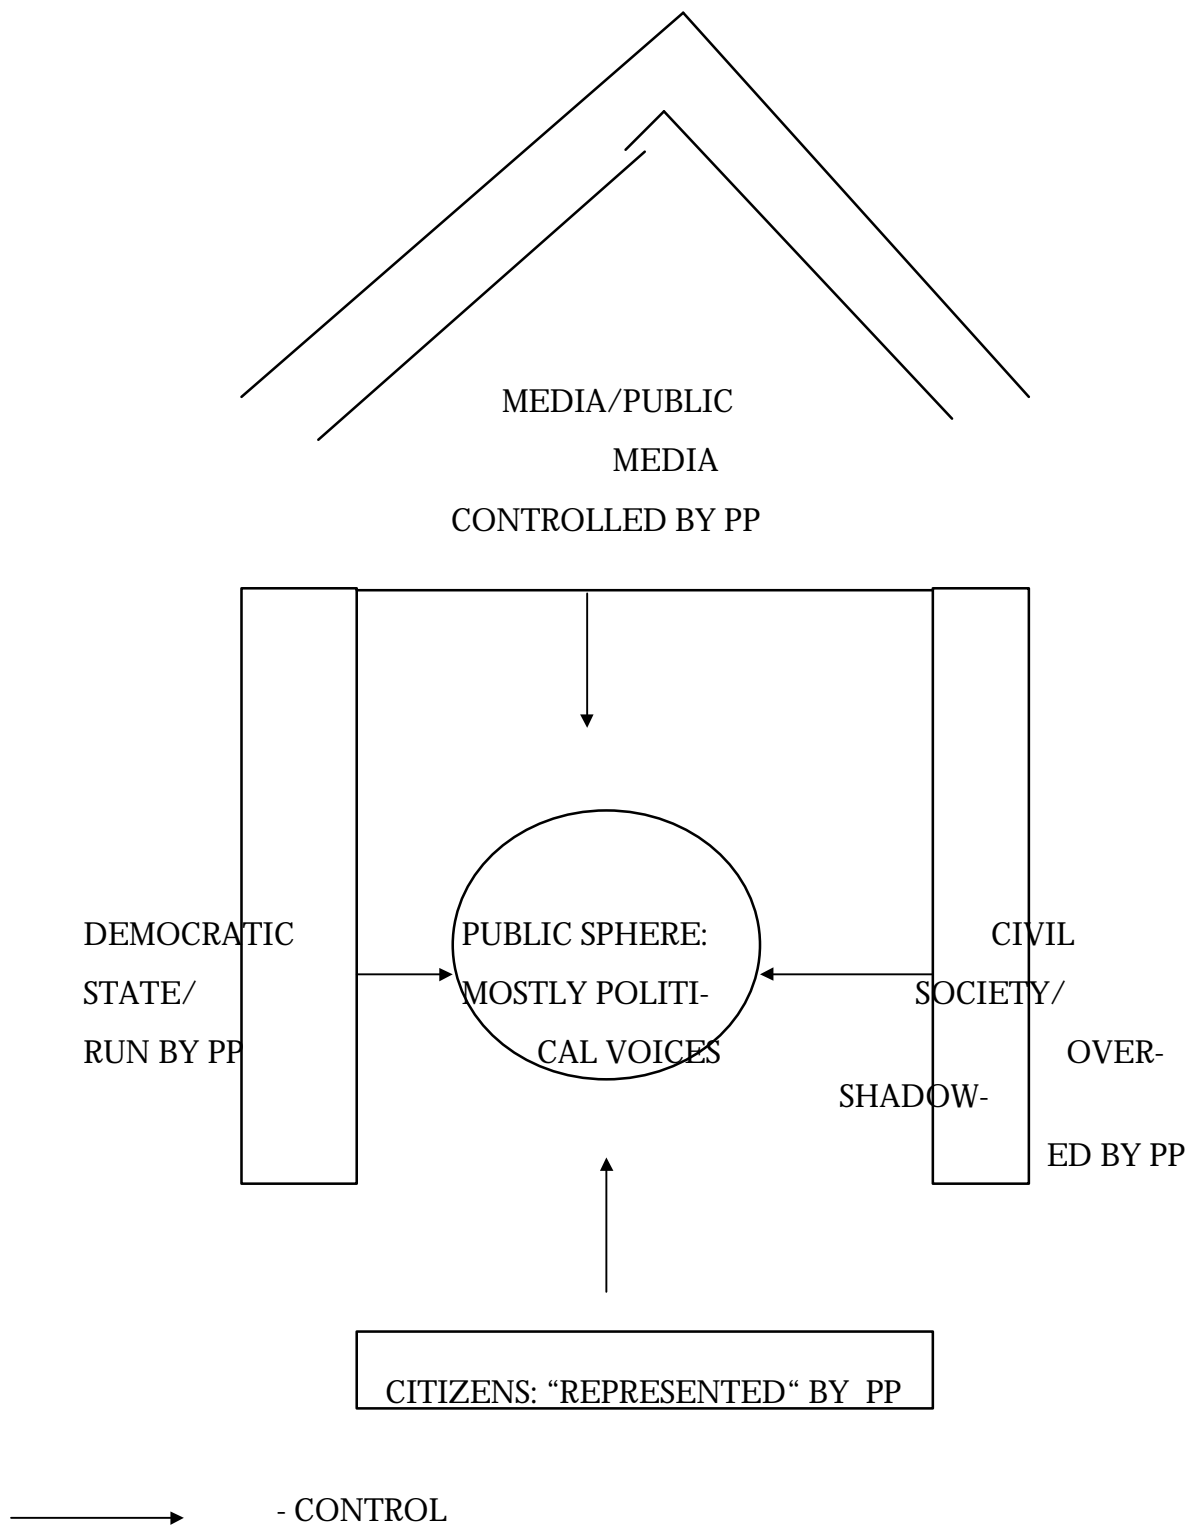 MEDIA/PUBLIC
MEDIA
CONTROLLED BY PP
DEMOCRATIC
STATE/
RUN BY PP
PUBLIC SPHERE:
MOSTLY POLITI-
CAL VOICES
CIVIL
SOCIETY/
OVER-
SHADOW-
ED BY PP
CITIZENS: “REPRESENTED“ BY PP
- CONTROL